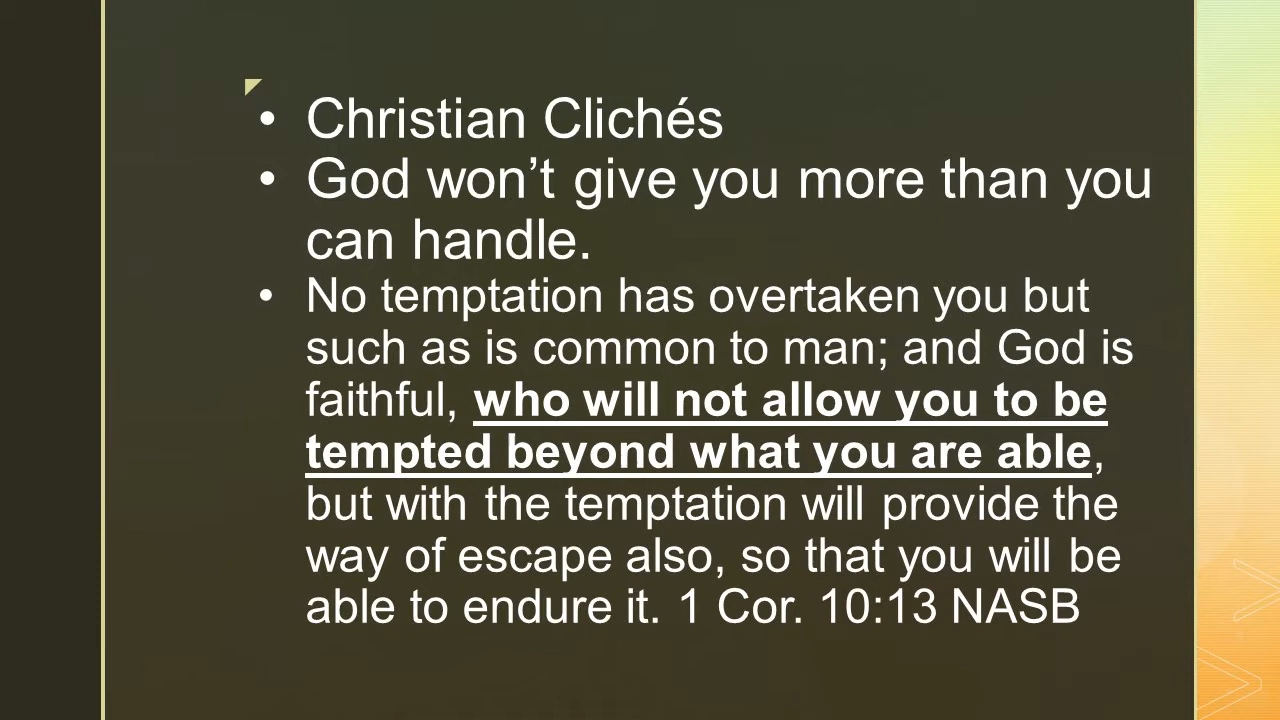 • Christian Clichés
• God won’t give you more than you
can handle.
• No temptation has overtaken you but
such as is common to man; and God is
faithful, who will not allow you to be
tempted beyond what you are able,
but with the temptation will provide the
way of escape also, so that you will be
able to endure it. 1 Cor. 10:13 NASB